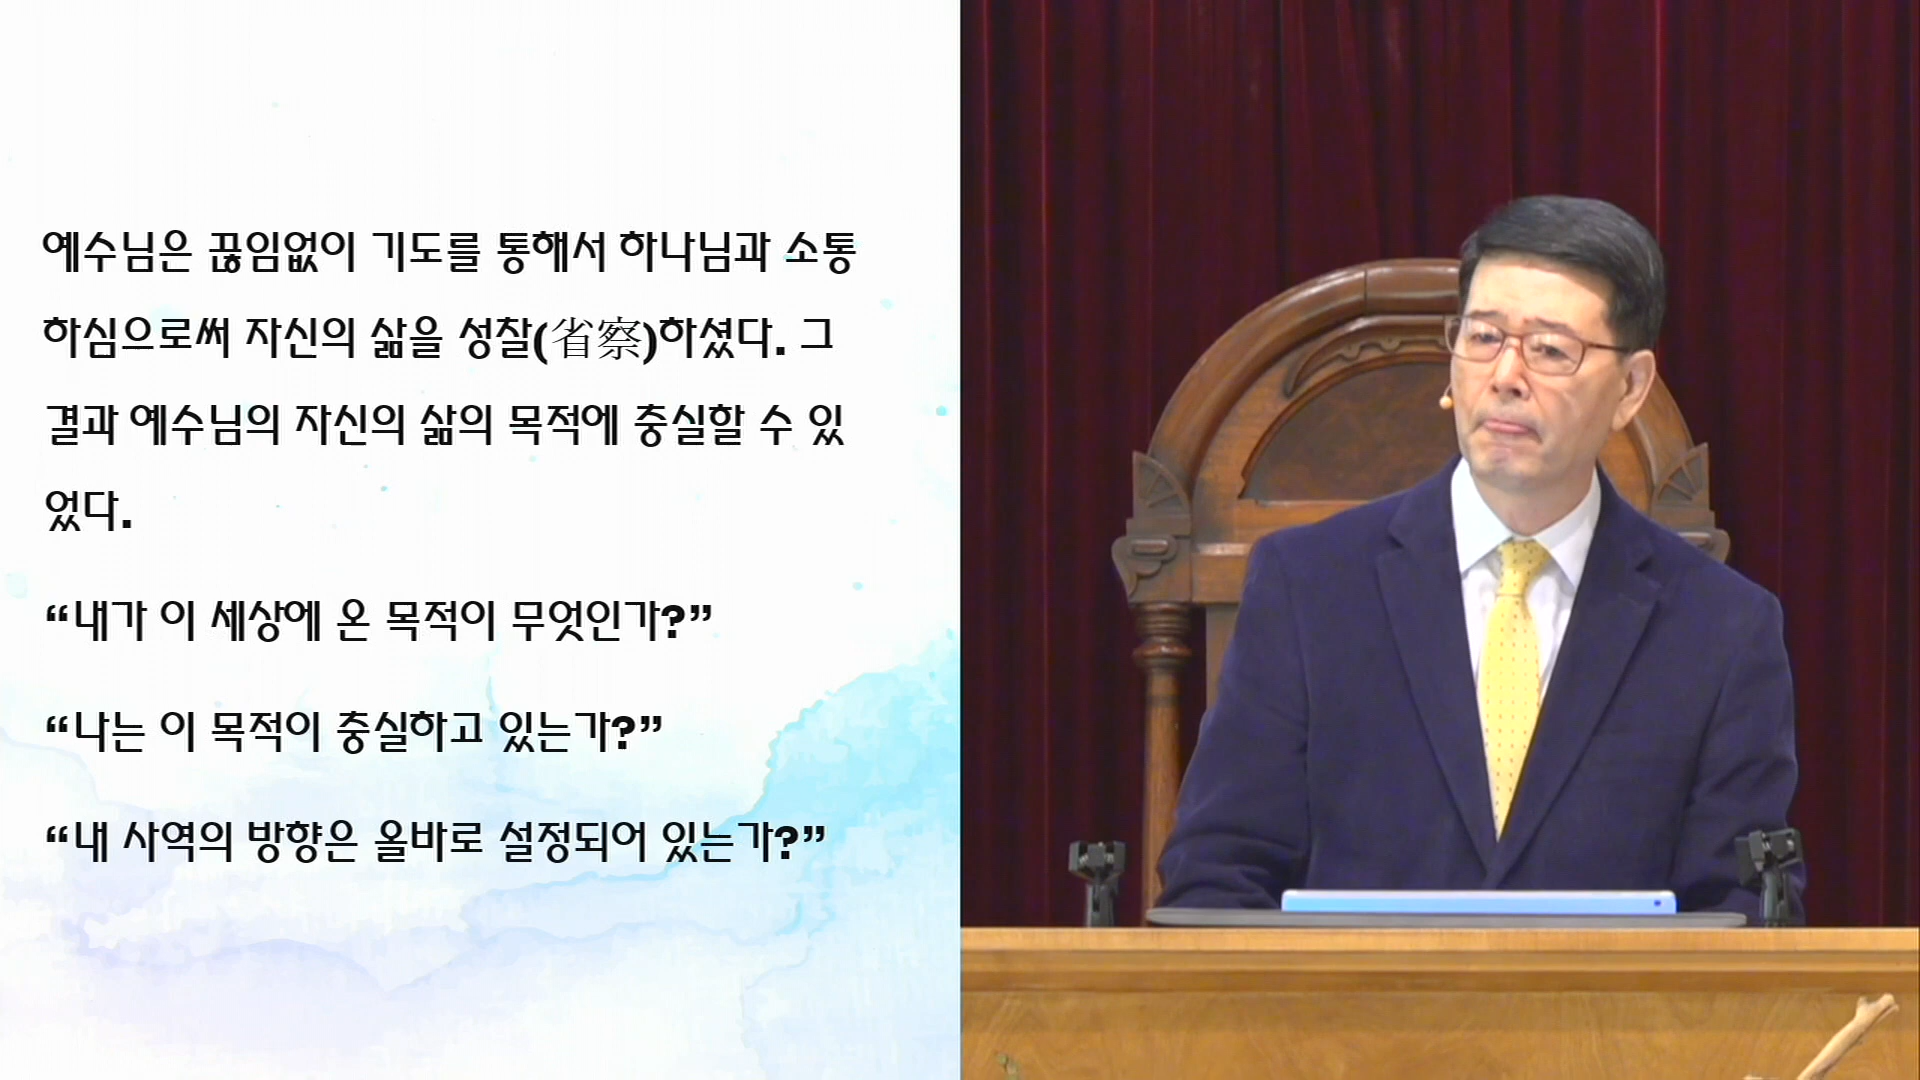 예수님은 끊임없이 기도를 통해서 하나님과 소통
하심으로써 자신의 삶을 성찰(省察)하셨다. 그
결과 예수님의 자신의 삶의 목적에 충실할 수 있
었다.
“내가 이 세상에 온 목적이 무엇인가?”
“나는 이 목적이 충실하고 있는가?”
“내 사역의 방향은 올바로 설정되어 있는가?”